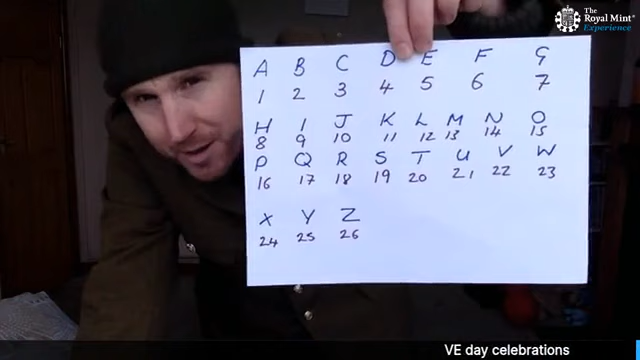 The
Royal Mint®
Experience
A B C D E F G
1 2 3 4 5 6 7
H I J K L M N O
8 9 10 11 12 13 14 15
P Q R S T U V W
16 17 18 19 20 21 22 23
X Y Z
24 25 26
VE day celebrations